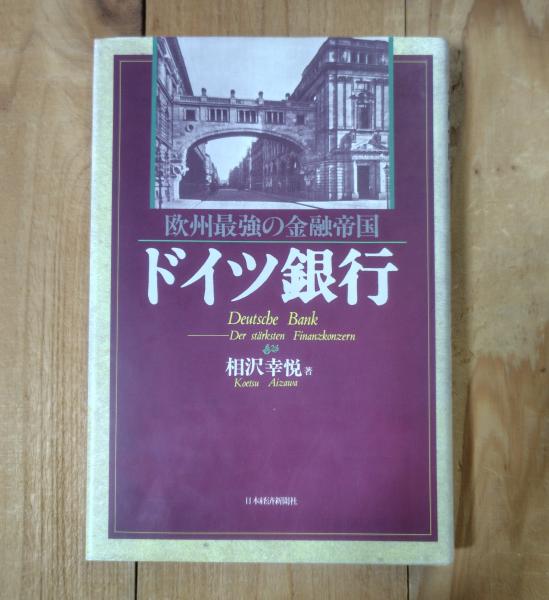 欧州最強の金融帝国
ドイツ銀行
Deutsche Bank
Der stärksten Finanzkonzern
相沢幸悦著
Koetsu Aizawa
日本経済新聞社